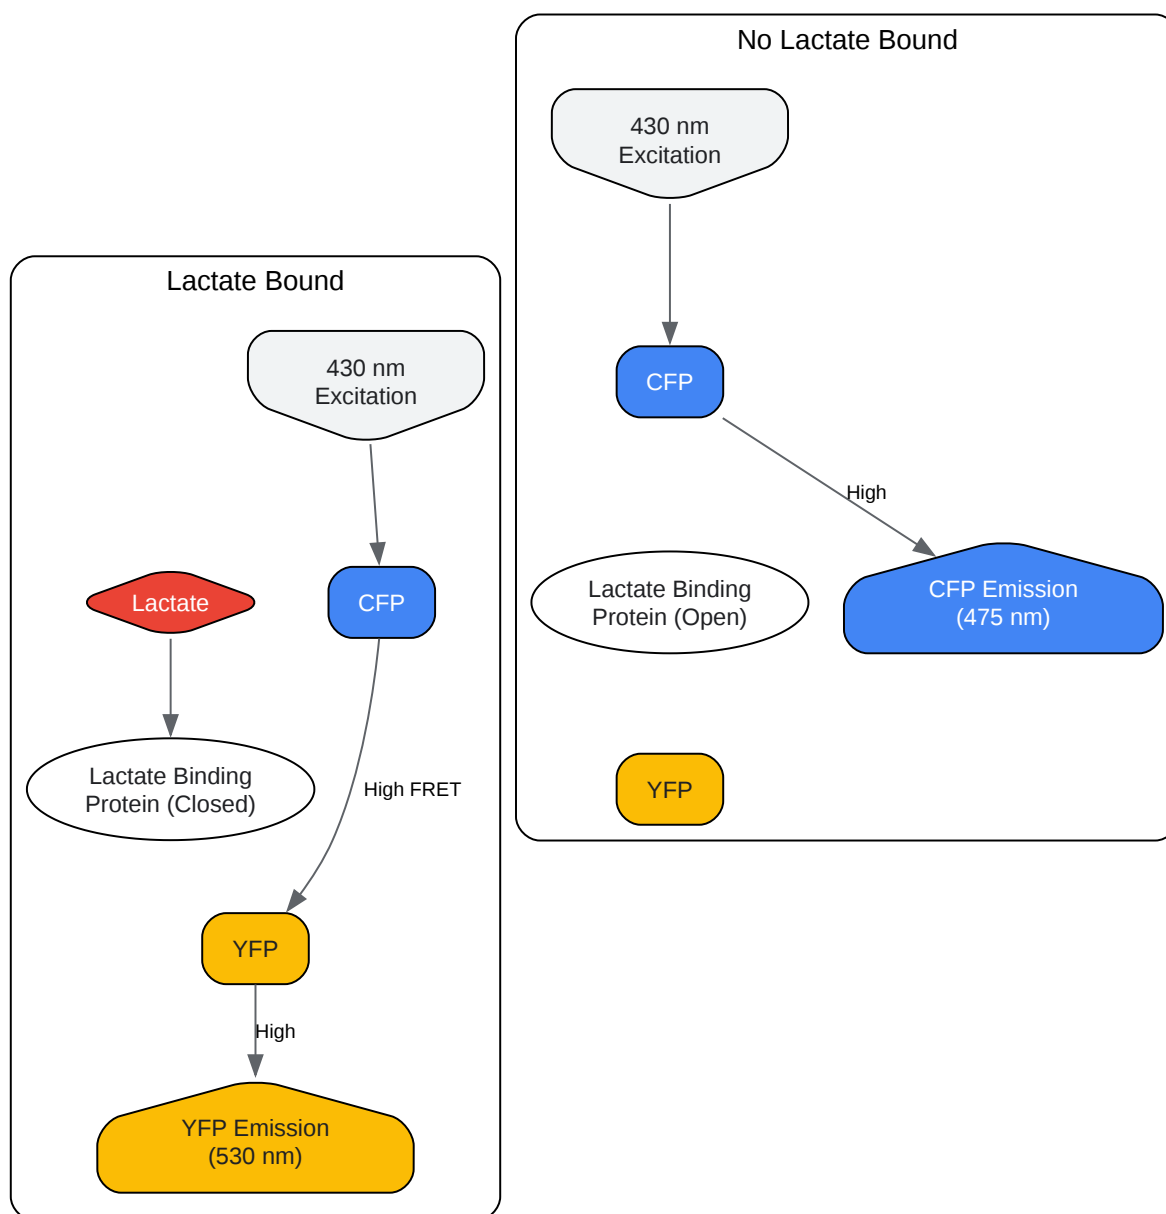 No Lactate Bound
430 nm
Excitation
CFP
High
Lactate Binding
Protein (Open)
CFP Emission
(475 nm)
YFP
Lactate Bound
430 nm
Excitation
Lactate
CFP
Lactate Binding
Protein (Closed)
High FRET
YFP
High
YFP Emission
(530 nm)